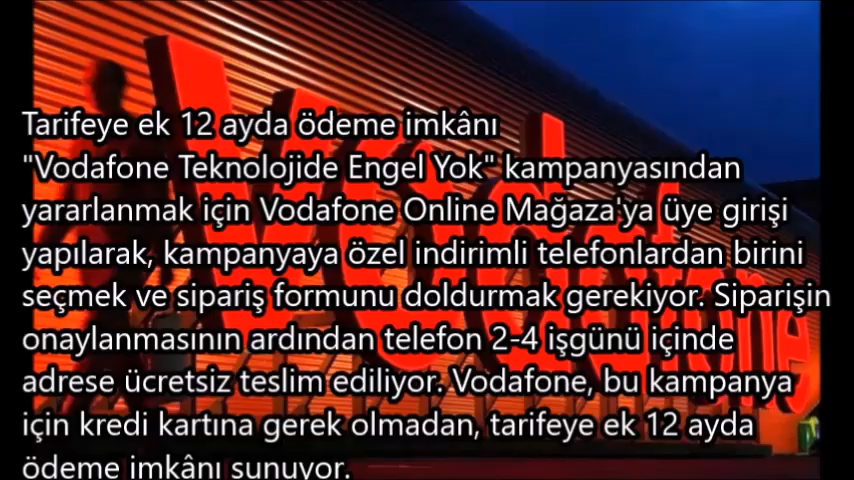 Tarifeye ek 12 ayda ödeme imkânı
"Vodafone Teknolojide Engel Yok" kampanyasından
yararlanmak için Vodafone Online Mağaza'ya üye girişi
yapılarak, kampanyaya özel indirimli telefonlardan birini
seçmek ve sipariş formunu doldurmak gerekiyor. Siparişin
onaylanmasının ardından telefon 2-4 işgünü içinde
adrese ücretsiz teslim ediliyor. Vodafone, bu kampanya
için kredi kartına gerek olmadan, tarifeye ek 12 ayda
ödeme imkânı sunuyor.
Vodafone